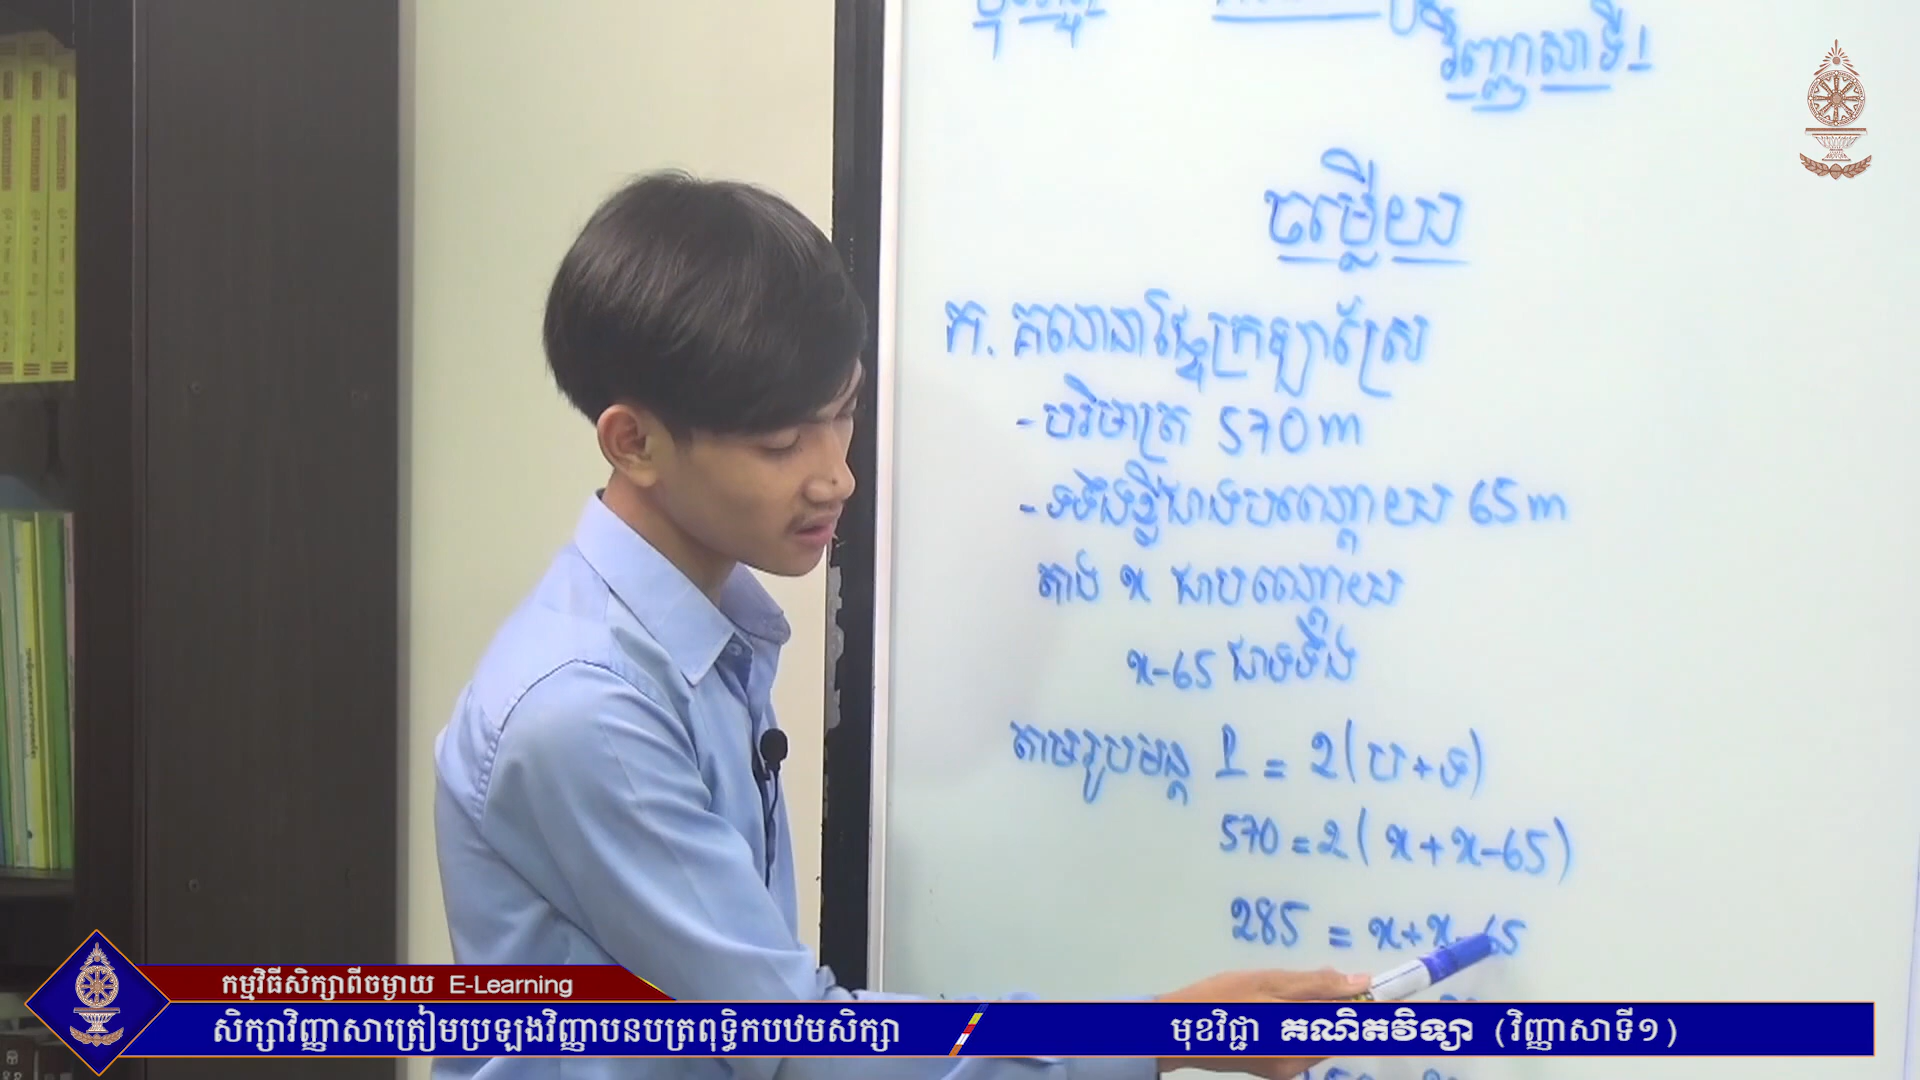 វិញ្ញាសាទី1
ចម្លើយ
ក. គណនាផ្ទៃក្រឡាស្រែ
- បរិមាត្រ 570m
- ទទឹងខ្លីជាងបណ្តោយ 65m
តាង x ជាបណ្តោយ
x-65 ជាទទឹង
តាមរូបមន្ត P = 2(ប+ទ)
570 = 2(x+x-65)
285 = x+x-65
កម្មវិធីសិក្សាពីចម្ងាយ E-Learning
សិក្សាវិញ្ញាសាត្រៀមប្រឡងវិញ្ញាបនបត្រពុទ្ធិកបឋមសិក្សា
មុខវិជ្ជា គណិតវិទ្យា (វិញ្ញាសាទី១)